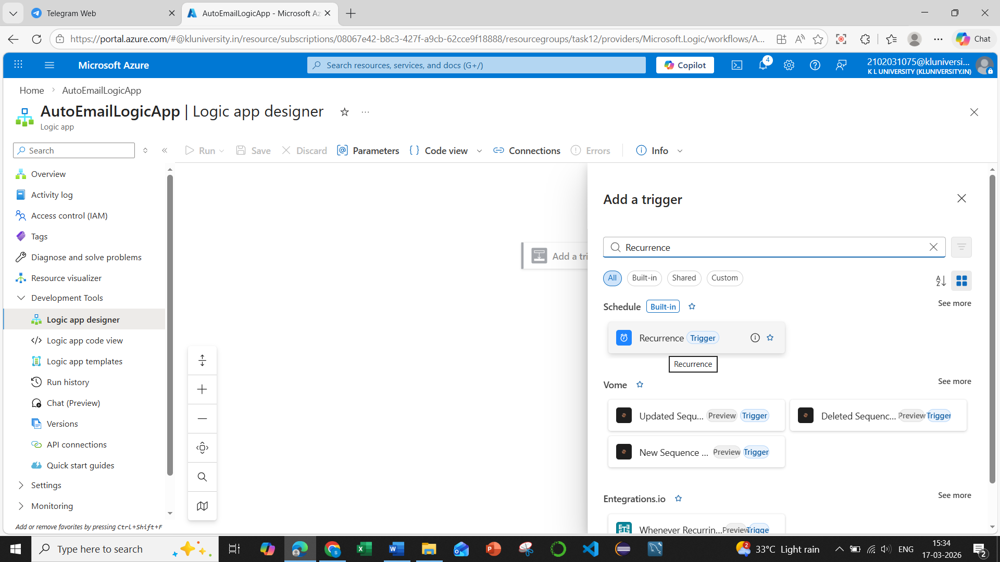 Telegram Web
AutoEmailLogicApp - Microsoft Az
https://portal.azure.com/#@kluniversity.in/resource/subscriptions/08067e42-b8c3-427f-a9cb-62cce9f18888/resourcegroups/task12/providers/Microsoft.Logic/workflows/A...
Chat
Microsoft Azure
Search resources, services, and docs (G+/)
Copilot
4
2102031075@kluniversi...
K L UNIVERSITY (KLUNIVERSITY.IN)
Home
AutoEmailLogicApp
AutoEmailLogicApp | Logic app designer
Logic app
Search
Run
Save
Discard
Parameters
Code view
Connections
Errors
Info
Overview
Activity log
Access control (IAM)
Tags
Diagnose and solve problems
Resource visualizer
Development Tools
Logic app designer
Logic app code view
Logic app templates
Run history
Chat (Preview)
Versions
API connections
Quick start guides
Settings
Monitoring
Add or remove favorites by pressing Ctrl+Shift+F
Add a tri
Add a trigger
Recurrence
All
Built-in
Shared
Custom
Schedule
Built-in
See more
Recurrence
Trigger
Recurrence
Vome
See more
Updated Sequ...
Preview
Trigger
Deleted Sequenc...
Preview
Trigger
New Sequence ...
Preview
Trigger
Entegrations.io
See more
Whenever Recurrin...
Preview
Trigge
Type here to search
2
33°C Light rain
ENG
15:34
17-03-2026
2